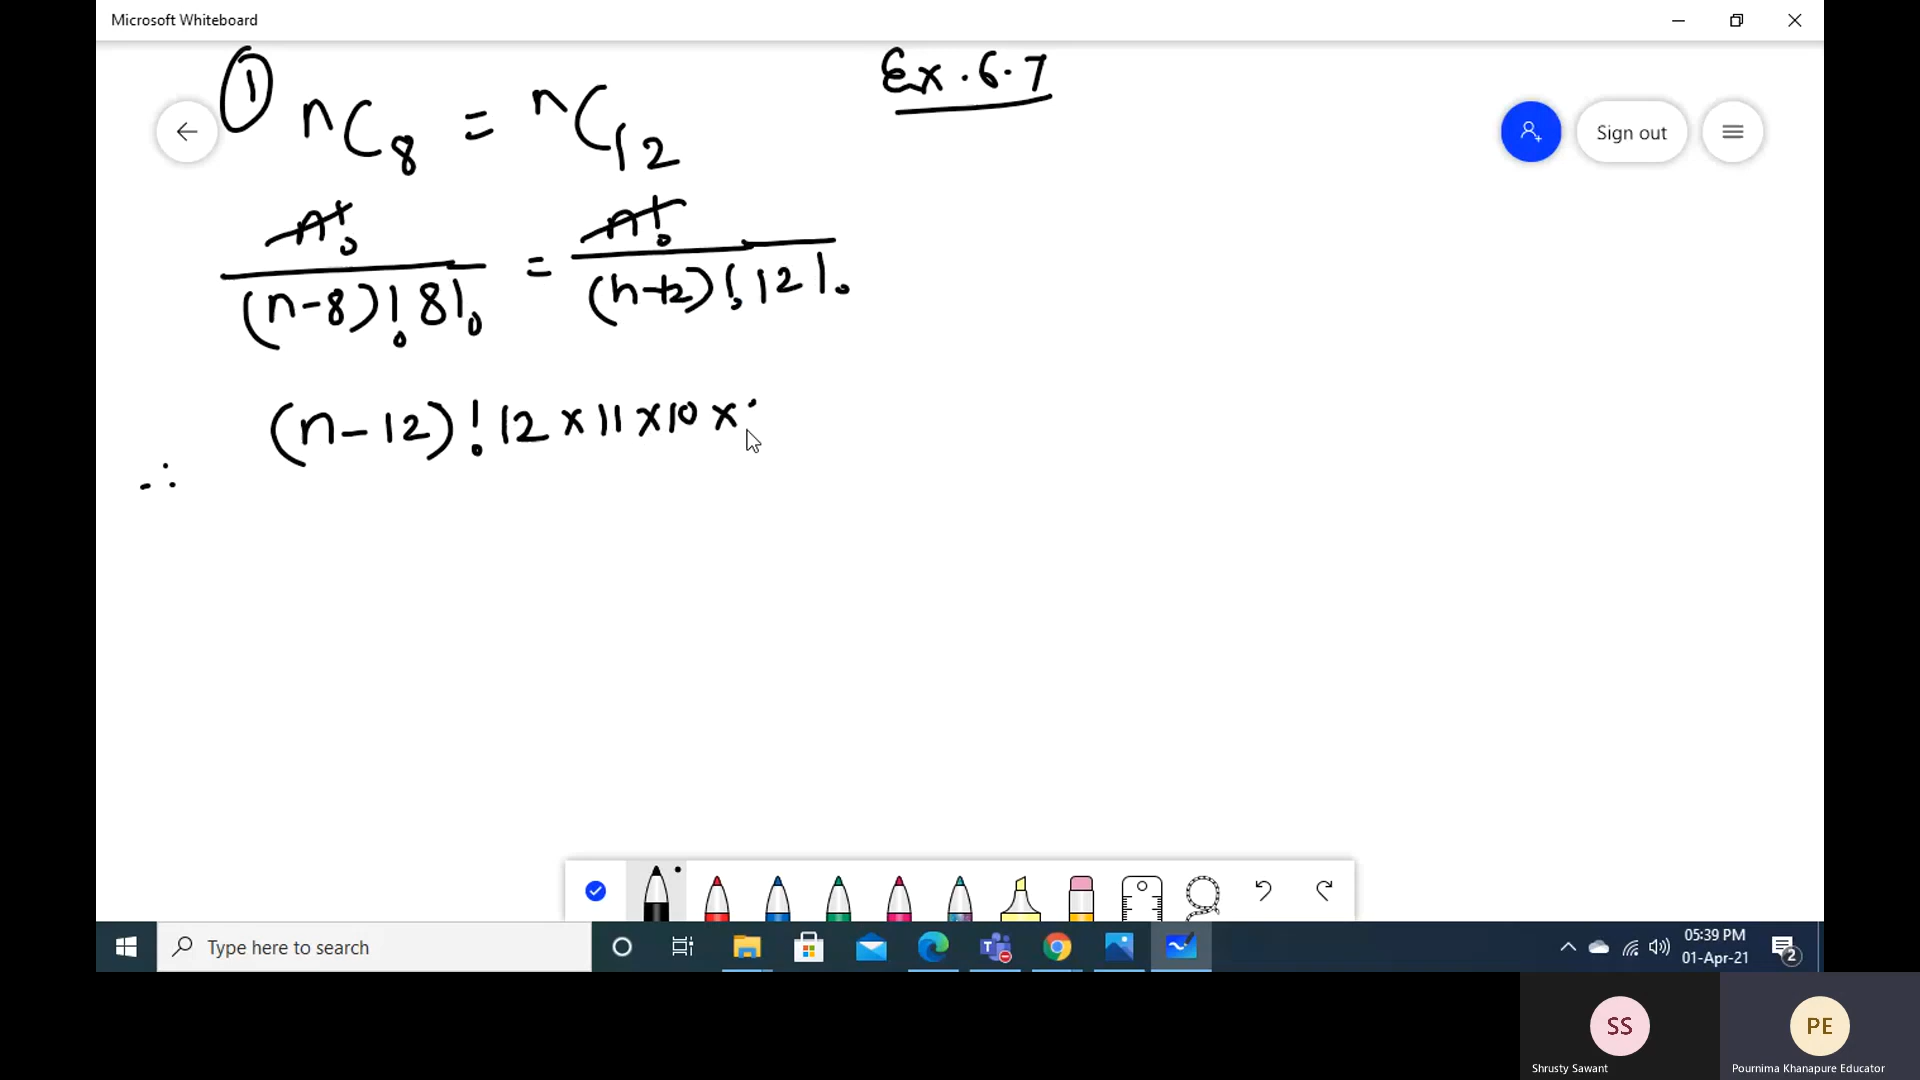 Microsoft Whiteboard
① nC8 = nC12
Ex. 6.7
Sign out
n! / (n-8)! 8! = n! / (n-12)! 12!
∴ (n-12)! 12 x 11 x 10 x
Type here to search
05:39 PM
01-Apr-21
2
SS
PE
Shrusty Sawant
Pournima Khanapure Educator